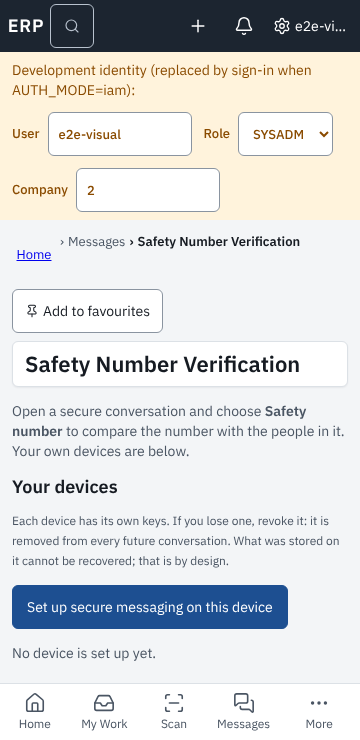 ERP
e2e-vi...
Development identity (replaced by sign-in when
AUTH_MODE=iam):
User e2e-visual Role SYSADM
Company 2
Home › Messages › Safety Number Verification
Add to favourites
Safety Number Verification
Open a secure conversation and choose Safety
number to compare the number with the people in it.
Your own devices are below.
Your devices
Each device has its own keys. If you lose one, revoke it: it is
removed from every future conversation. What was stored on
it cannot be recovered; that is by design.
Set up secure messaging on this device
No device is set up yet.
Home My Work Scan Messages More